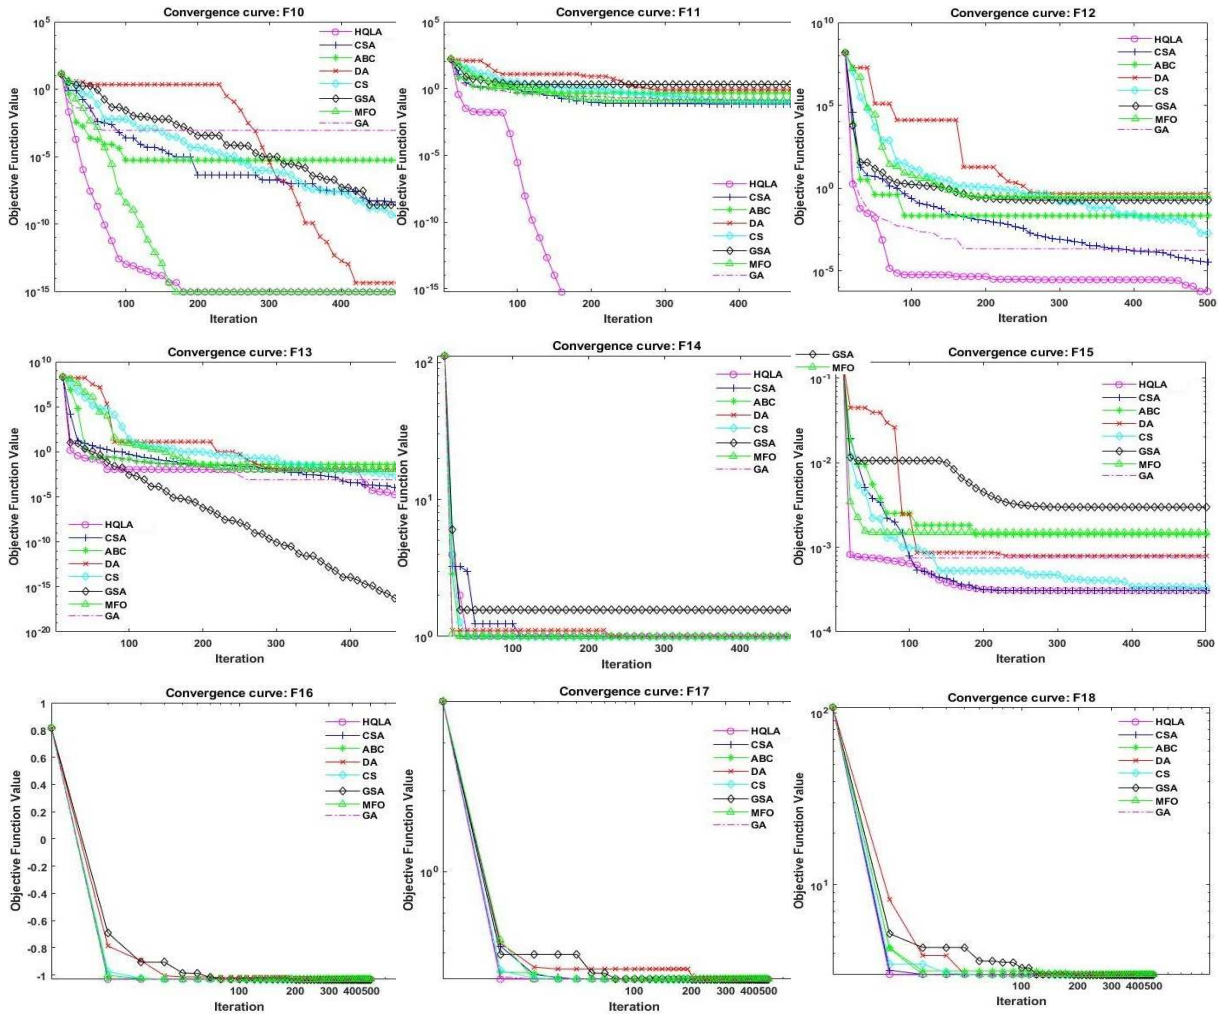 Convergence curve: F10
Objective Function Value
10^5
10^0
10^-5
10^-10
10^-15
100
200
300
400
Iteration
HQLA
CSA
ABC
DA
CS
GSA
MFO
GA
Convergence curve: F11
Objective Function Value
10^5
10^0
10^-5
10^-10
10^-15
100
200
300
400
Iteration
HQLA
CSA
ABC
DA
CS
GSA
MFO
GA
Convergence curve: F12
Objective Function Value
10^10
10^5
10^0
10^-5
100
200
300
400
500
Iteration
HQLA
CSA
ABC
DA
CS
GSA
MFO
GA
Convergence curve: F13
Objective Function Value
10^10
10^5
10^0
10^-5
10^-10
10^-15
10^-20
100
200
300
400
Iteration
HQLA
CSA
ABC
DA
CS
GSA
MFO
GA
Convergence curve: F14
Objective Function Value
10^2
10^1
10^0
100
200
300
400
Iteration
HQLA
CSA
ABC
DA
CS
GSA
MFO
GA
GSA
MFO
Convergence curve: F15
Objective Function Value
10^-1
10^-2
10^-3
10^-4
100
200
300
400
500
Iteration
HQLA
CSA
ABC
DA
CS
GSA
MFO
GA
Convergence curve: F16
Objective Function Value
1
0.8
0.6
0.4
0.2
0
-0.2
-0.4
-0.6
-0.8
-1
100
200
300
400500
Iteration
HQLA
CSA
ABC
DA
CS
GSA
MFO
GA
Convergence curve: F17
Objective Function Value
10^0
100
200
300
400500
Iteration
HQLA
CSA
ABC
DA
CS
GSA
MFO
GA
Convergence curve: F18
Objective Function Value
10^2
10^1
100
200
300
400500
Iteration
HQLA
CSA
ABC
DA
CS
GSA
MFO
GA